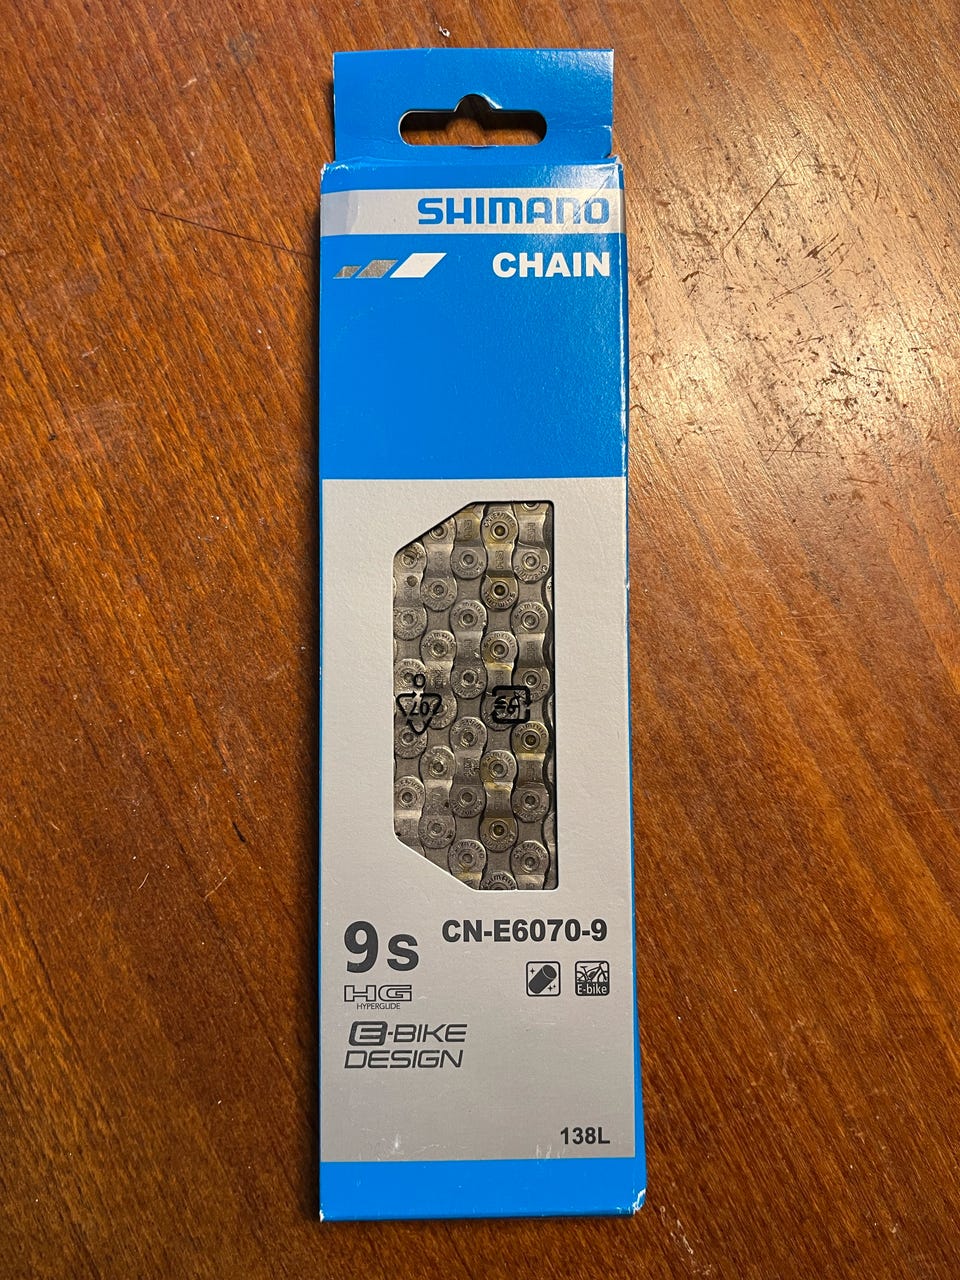 SHIMANO
CHAIN
9s
CN-E6070-9
HG
HYPERGLIDE
E-bike
E-BIKE
DESIGN
138L